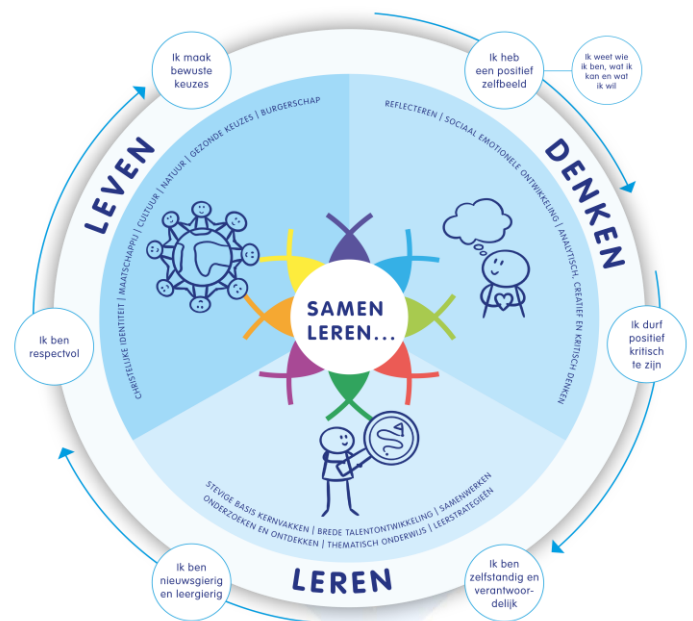 Ik maak
bewuste
keuzes
Ik heb
een positief
zelfbeeld
Ik weet wie
ik ben, wat ik
kan en wat
ik wil
LEVEN
DENKEN
CHRISTELIJKE IDENTITEIT | MAATSCHAPPIJ | CULTUUR | NATUUR | GEZONDE KEUZES | BURGERSCHAP
REFLECTEREN | SOCIAAL EMOTIONELE ONTWIKKELING | ANALYTISCH, CREATIEF EN KRITISCH DENKEN
SAMEN
LEREN...
Ik ben
respectvol
Ik durf
positief
kritisch
te zijn
STEVIGE BASIS KERNVAKKEN | BREDE TALENTONTWIKKELING | SAMENWERKEN
ONDERZOEKEN EN ONTDEKKEN | THEMATISCH ONDERWIJS | LEERSTRATEGIEËN
LEREN
Ik ben
nieuwsgierig
en leergierig
Ik ben
zelfstandig en
verantwoor-
delijk